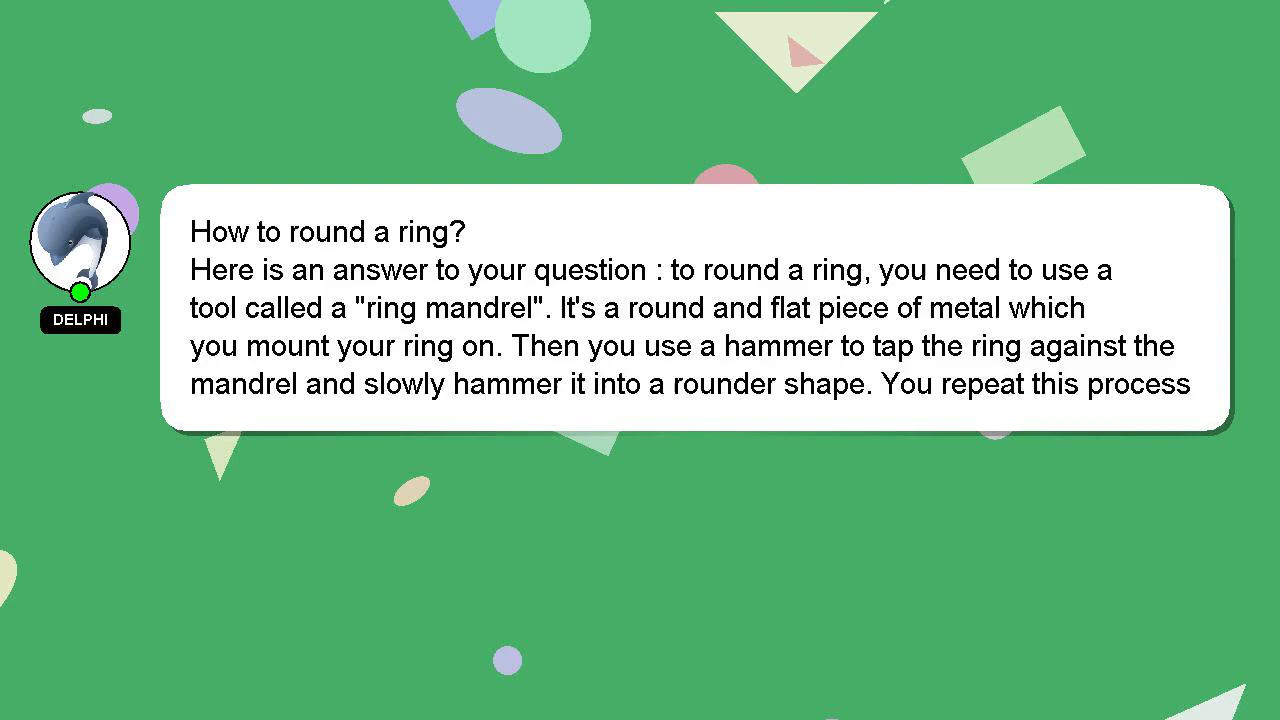 How to round a ring?
Here is an answer to your question : to round a ring, you need to use a
tool called a "ring mandrel". It's a round and flat piece of metal which
you mount your ring on. Then you use a hammer to tap the ring against the
mandrel and slowly hammer it into a rounder shape. You repeat this process
DELPHI